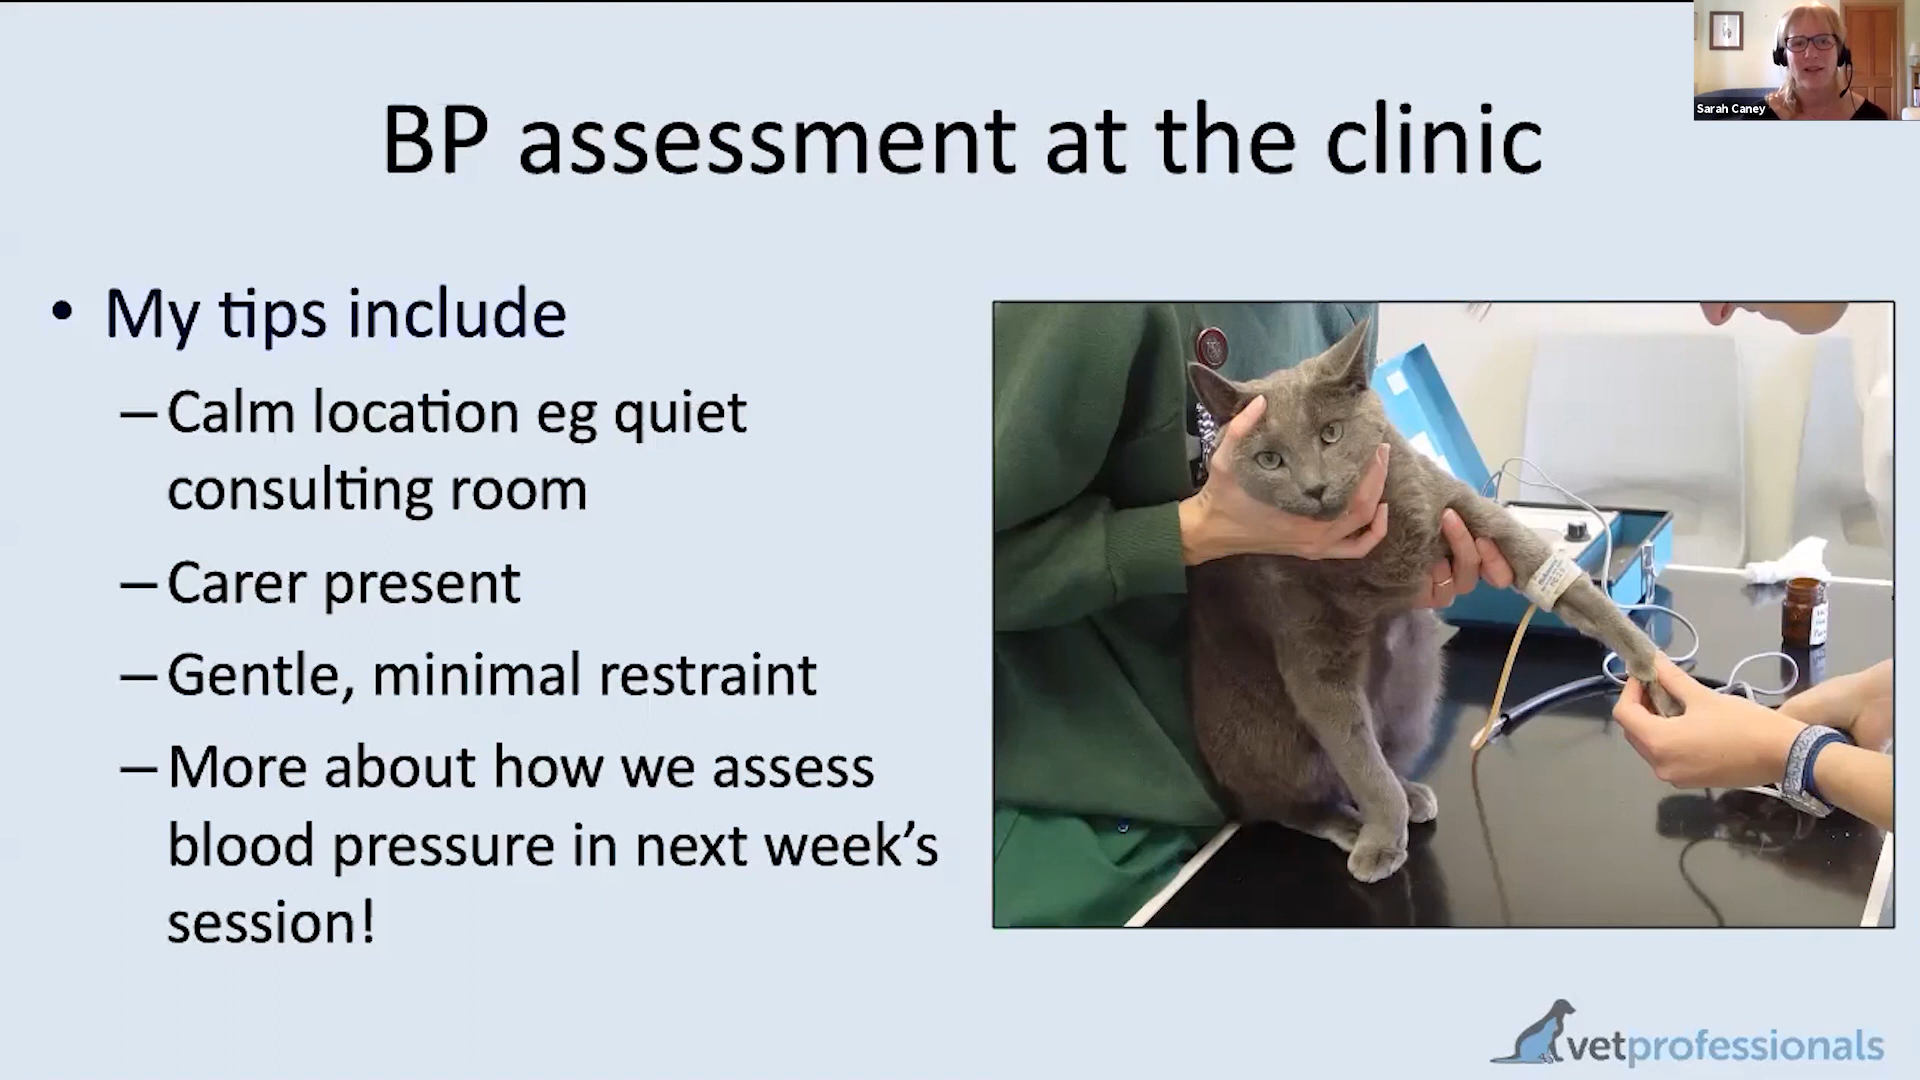 Sarah Caney
BP assessment at the clinic
• My tips include
– Calm location eg quiet
consulting room
– Carer present
– Gentle, minimal restraint
– More about how we assess
blood pressure in next week's
session!
vetprofessionals